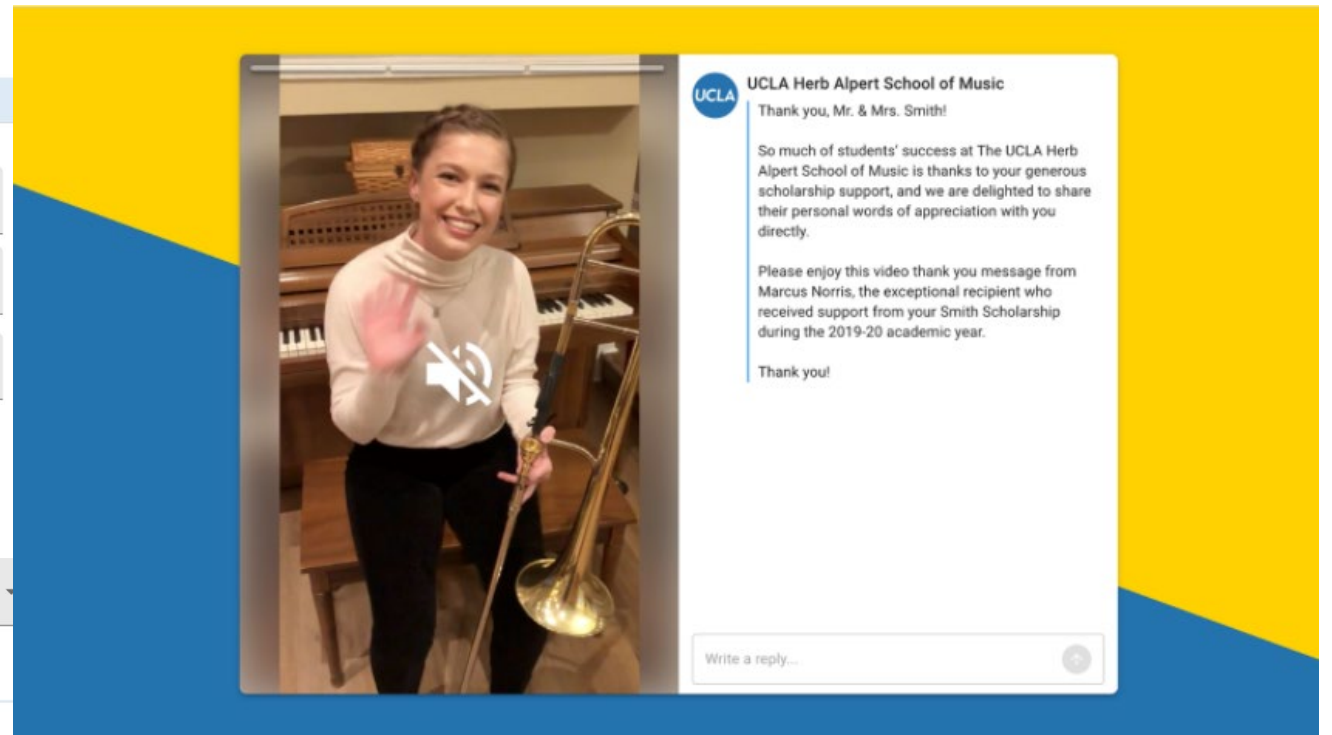 UCLA
UCLA Herb Alpert School of Music
Thank you, Mr. & Mrs. Smith!
So much of students' success at The UCLA Herb
Alpert School of Music is thanks to your generous
scholarship support, and we are delighted to share
their personal words of appreciation with you
directly.
Please enjoy this video thank you message from
Marcus Norris, the exceptional recipient who
received support from your Smith Scholarship
during the 2019-20 academic year.
Thank you!
Write a reply...